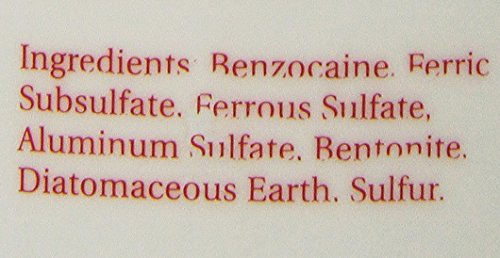 Ingredients: Benzocaine, Ferric
Subsulfate, Ferrous Sulfate,
Aluminum Sulfate, Bentonite,
Diatomaceous Earth, Sulfur.